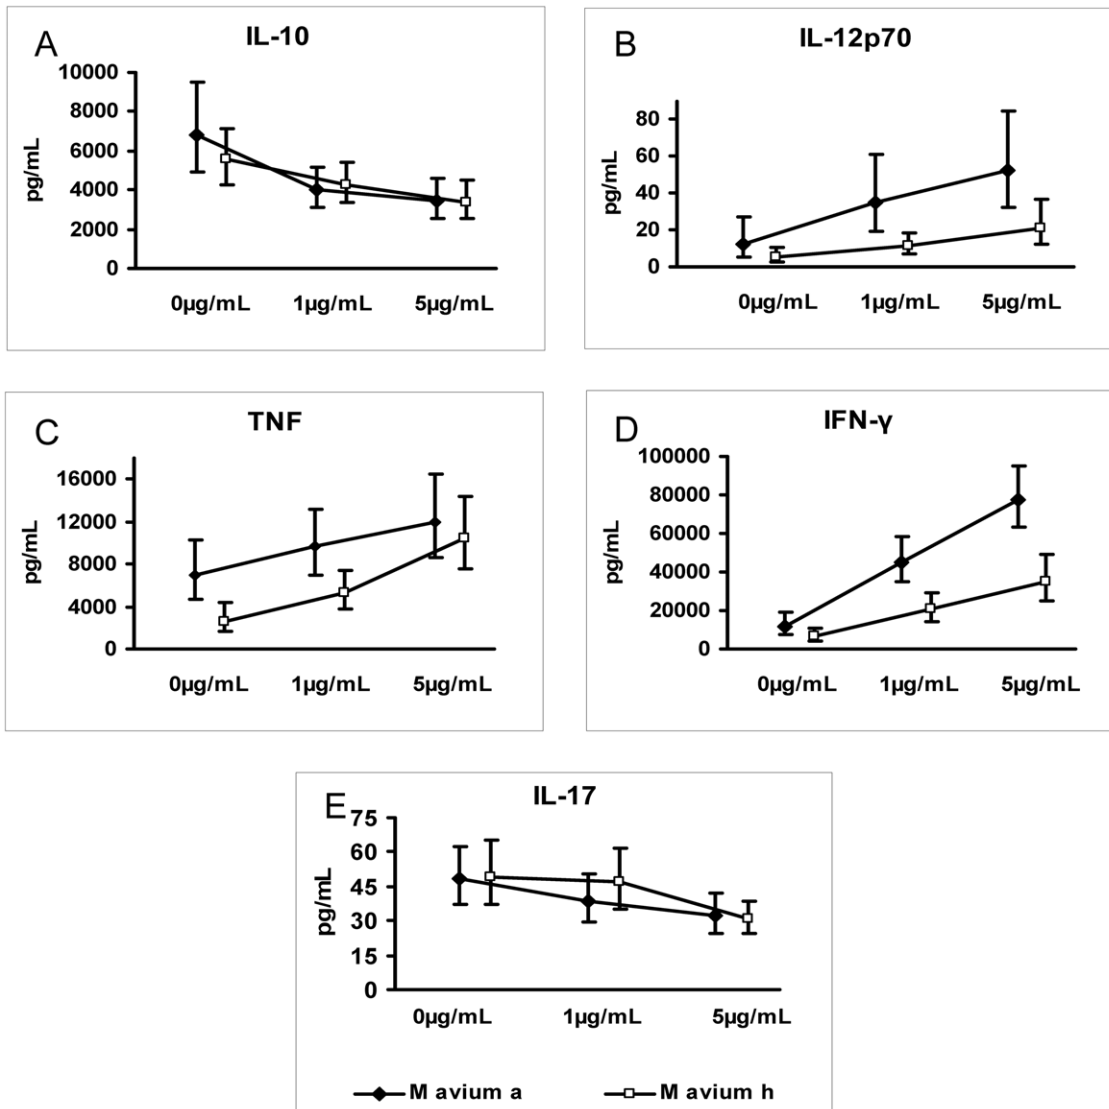 A
IL-10
pg/mL
10000
8000
6000
4000
2000
0
0µg/mL 1µg/mL 5µg/mL
B
IL-12p70
pg/mL
80
60
40
20
0
0µg/mL 1µg/mL 5µg/mL
C
TNF
pg/mL
16000
12000
8000
4000
0
0µg/mL 1µg/mL 5µg/mL
D
IFN-γ
pg/mL
100000
80000
60000
40000
20000
0
0µg/mL 1µg/mL 5µg/mL
E
IL-17
pg/mL
75
60
45
30
15
0
0µg/mL 1µg/mL 5µg/mL
M avium a M avium h